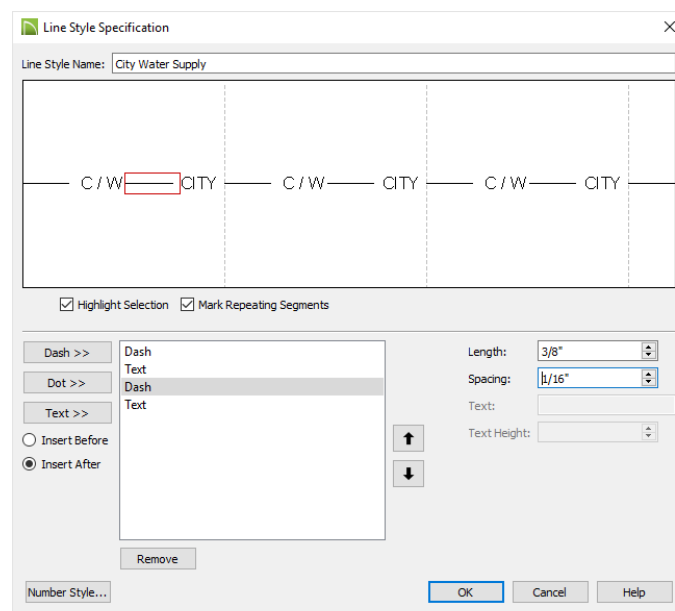 Line Style Specification
Line Style Name: City Water Supply
C / W CITY C / W CITY C / W CITY
Highlight Selection Mark Repeating Segments
Dash >>
Dot >>
Text >>
Insert Before
Insert After
Dash
Text
Dash
Text
Remove
Length: 3/8"
Spacing: 1/16"
Text:
Text Height:
Number Style... OK Cancel Help